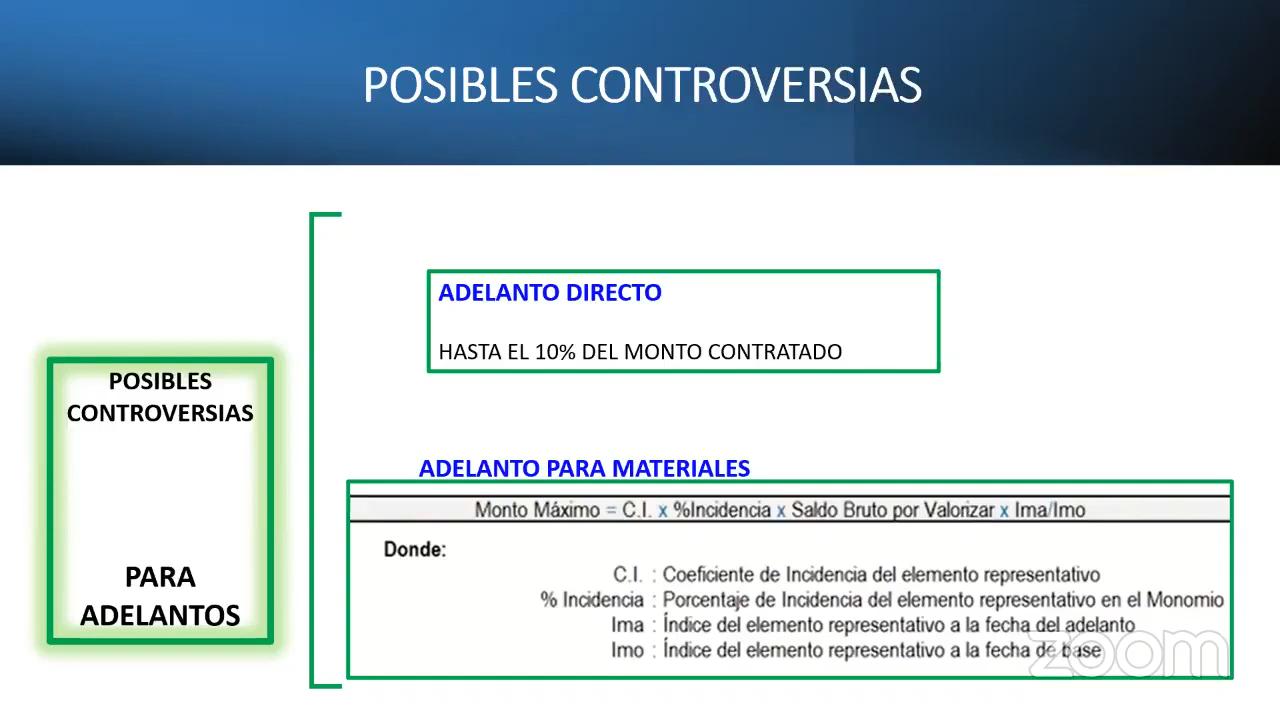 POSIBLES CONTROVERSIAS
POSIBLES
CONTROVERSIAS
PARA
ADELANTOS
ADELANTO DIRECTO
HASTA EL 10% DEL MONTO CONTRATADO
ADELANTO PARA MATERIALES
Monto Máximo = C.I. x %Incidencia x Saldo Bruto por Valorizar x Ima/Imo
Donde:
C.I. : Coeficiente de Incidencia del elemento representativo
% Incidencia : Porcentaje de Incidencia del elemento representativo en el Monomio
Ima : Índice del elemento representativo a la fecha del adelanto
Imo : Índice del elemento representativo a la fecha de base
zoom